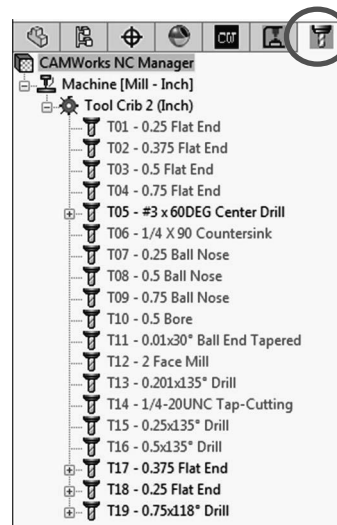 CW
CAMWorks NC Manager
Machine [Mill - Inch]
Tool Crib 2 (Inch)
T01 - 0.25 Flat End
T02 - 0.375 Flat End
T03 - 0.5 Flat End
T04 - 0.75 Flat End
T05 - #3 x 60DEG Center Drill
T06 - 1/4 X 90 Countersink
T07 - 0.25 Ball Nose
T08 - 0.5 Ball Nose
T09 - 0.75 Ball Nose
T10 - 0.5 Bore
T11 - 0.01x30° Ball End Tapered
T12 - 2 Face Mill
T13 - 0.201x135° Drill
T14 - 1/4-20UNC Tap-Cutting
T15 - 0.25x135° Drill
T16 - 0.5x135° Drill
T17 - 0.375 Flat End
T18 - 0.25 Flat End
T19 - 0.75x118° Drill